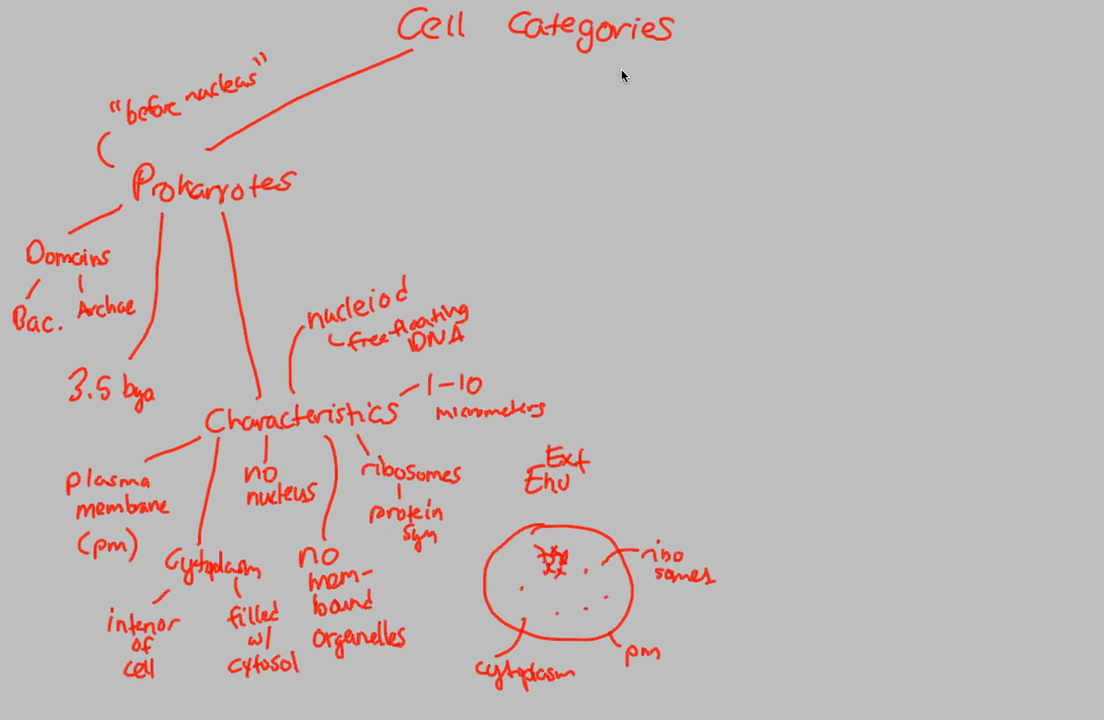 Cell Categories
"before nucleus"
Prokaryotes
Domains
Bac.
Archae
3.5 bya
nucleiod
free floating
DNA
Characteristics
1-10
micrometers
plasma
membrane
(pm)
no
nucleus
ribosomes
protein
syn
Cytoplasm
interior
of
cell
filled
w/
cytosol
no
mem-
bound
organelles
Ext
Env
ribo
somes
cytoplasm
pm